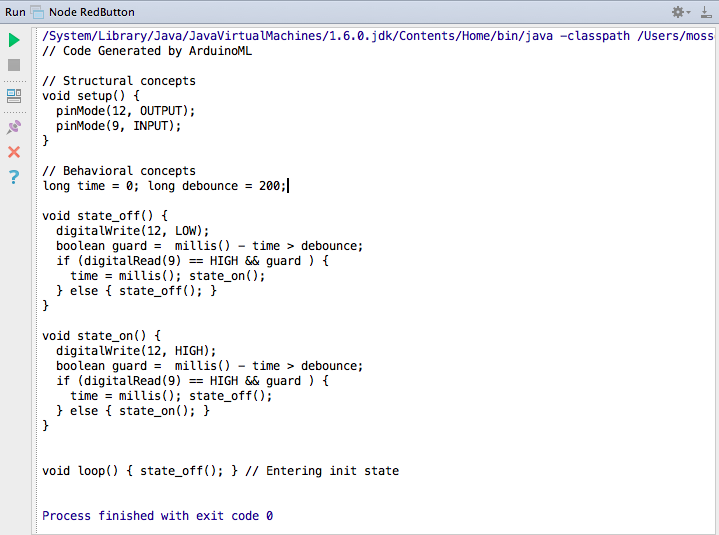 Run Node RedButton
/System/Library/Java/JavaVirtualMachines/1.6.0.jdk/Contents/Home/bin/java -classpath /Users/moss
// Code Generated by ArduinoML
// Structural concepts
void setup() {
  pinMode(12, OUTPUT);
  pinMode(9, INPUT);
}
// Behavioral concepts
long time = 0; long debounce = 200;
void state_off() {
  digitalWrite(12, LOW);
  boolean guard =  millis() - time > debounce;
  if (digitalRead(9) == HIGH && guard ) {
    time = millis(); state_on();
  } else { state_off(); }
}
void state_on() {
  digitalWrite(12, HIGH);
  boolean guard =  millis() - time > debounce;
  if (digitalRead(9) == HIGH && guard ) {
    time = millis(); state_off();
  } else { state_on(); }
}
void loop() { state_off(); } // Entering init state
Process finished with exit code 0